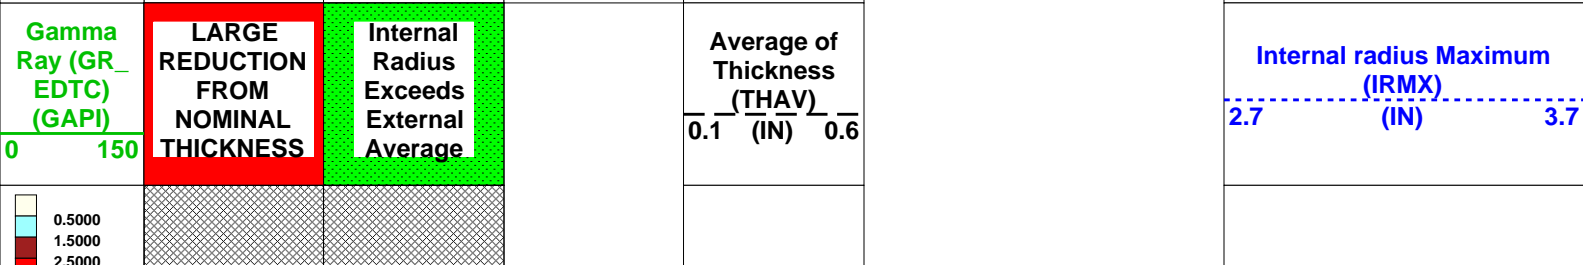 Gamma
Ray (GR_
EDTC)
(GAPI)
0 150
LARGE
REDUCTION
FROM
NOMINAL
THICKNESS
Internal
Radius
Exceeds
External
Average
Average of
Thickness
(THAV)
0.1 (IN) 0.6
Internal radius Maximum
(IRMX)
2.7 (IN) 3.7
0.5000
1.5000
2.5000